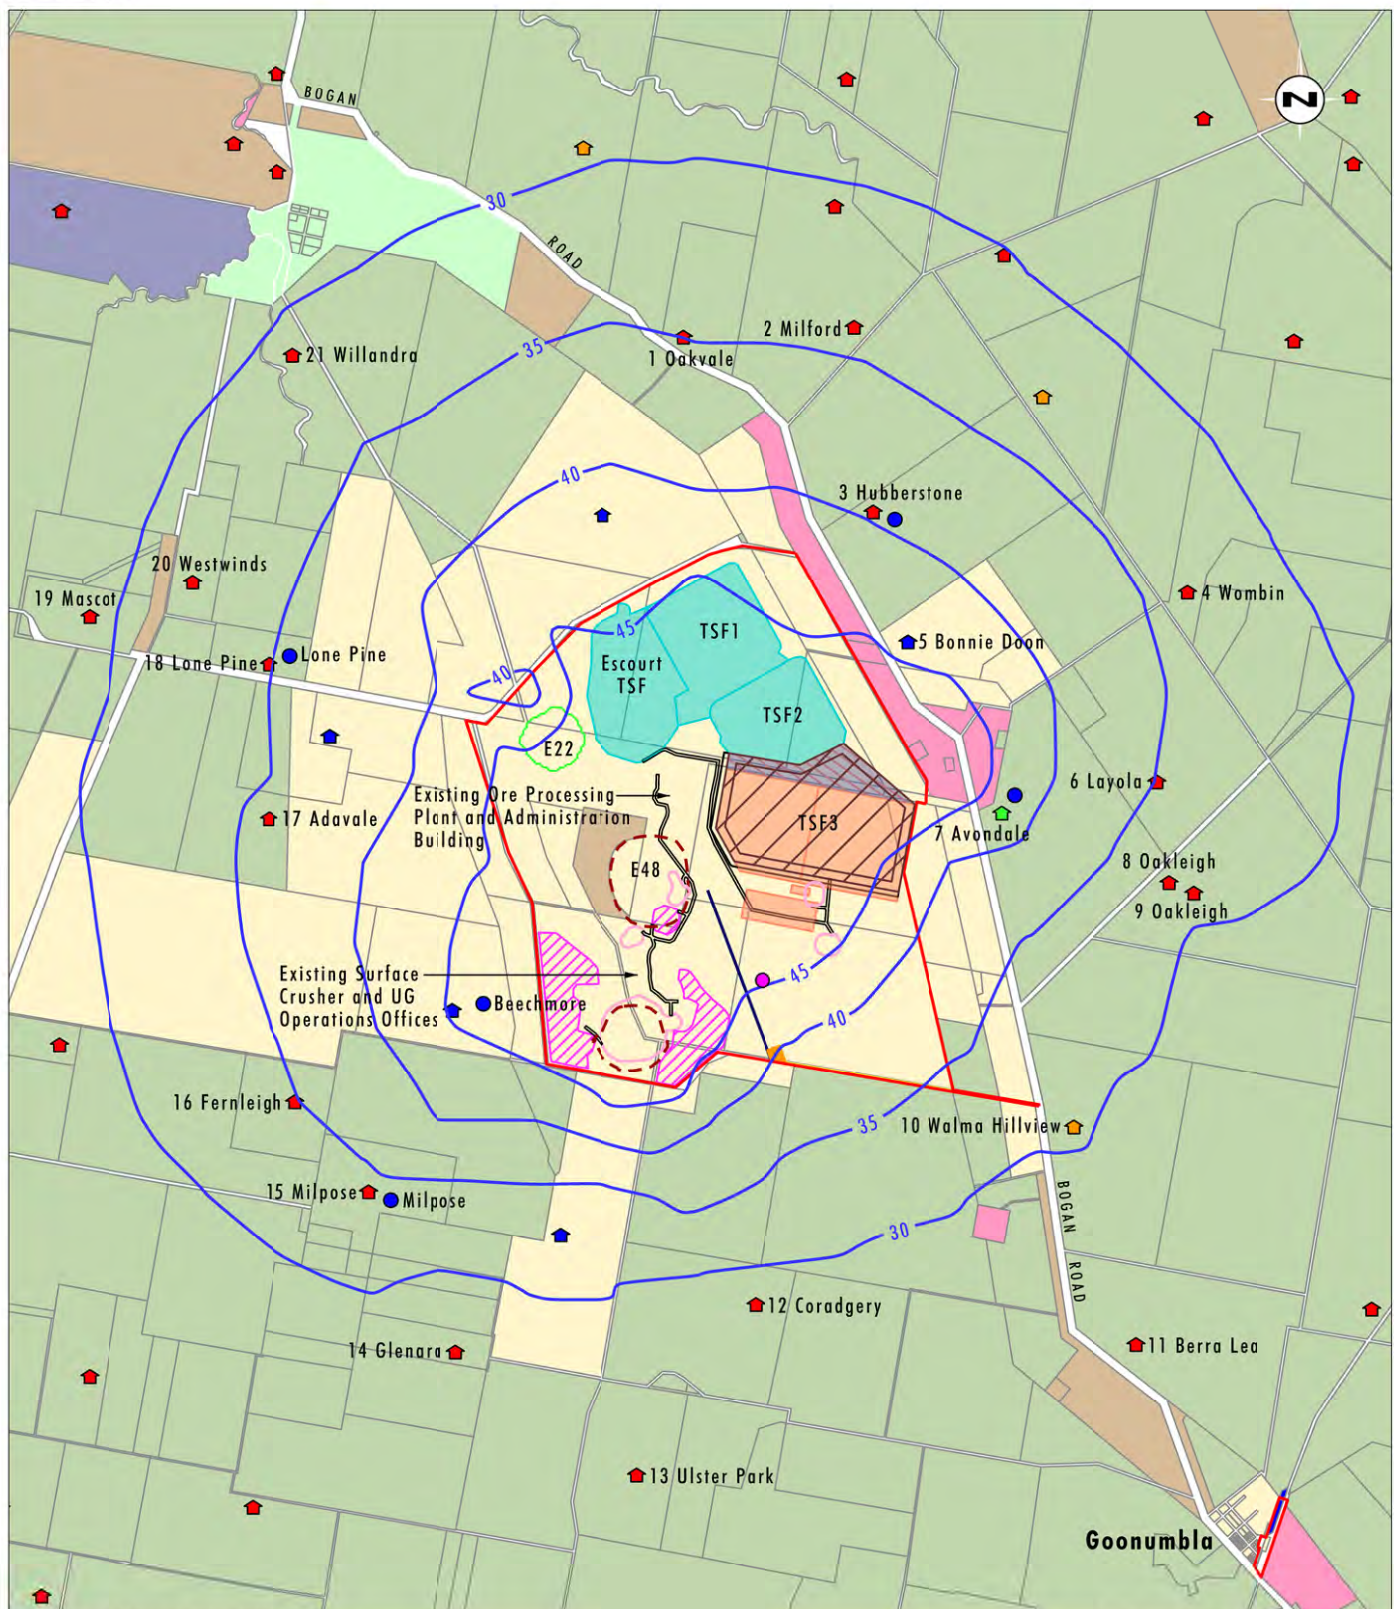 BOGAN
N
30
ROAD
35
2 Milford
1 Oakvale
21 Willandra
40
3 Hubberstone
20 Westwinds
19 Mascot
4 Wombin
45
TSF1
5 Bonnie Doon
18 Lone Pine
Lone Pine
Escourt
TSF
40
TSF2
E22
6 Layola
Existing Ore Processing
Plant and Administration
Building
17 Adavale
TSF3
7 Avondale
8 Oakleigh
E48
9 Oakleigh
Existing Surface
Crusher and UG
Operations Offices
45
Beechmore
40
16 Fernleigh
35
10 Walma Hillview
15 Milpose
Milpose
BOGAN
30
ROAD
12 Coradgery
14 Glenara
11 Berra Lea
13 Ulster Park
Goonumbla